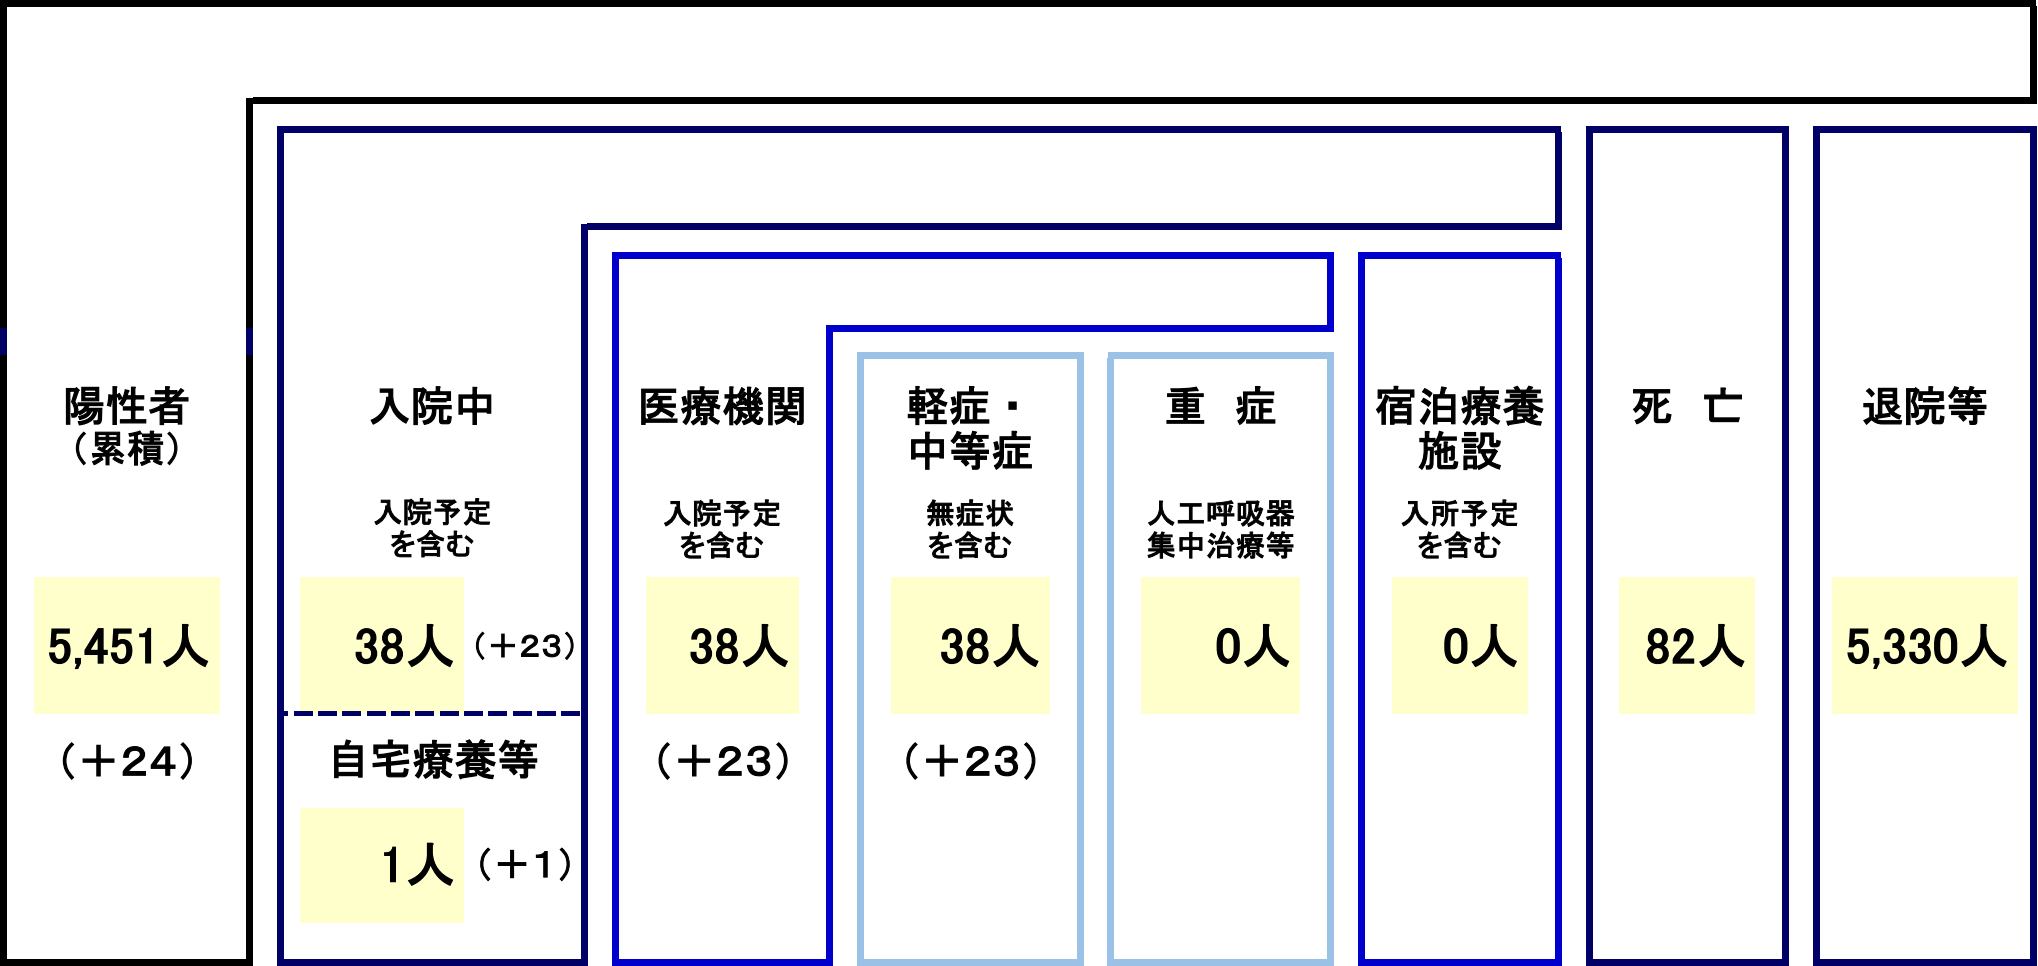 陽性者
（累積）
5,451人
（＋24）
入院中
入院予定
を含む
38人 （＋23）
自宅療養等
1人 （＋1）
医療機関
入院予定
を含む
38人
（＋23）
軽症・
中等症
無症状
を含む
38人
（＋23）
重　症
人工呼吸器
集中治療等
0人
宿泊療養
施設
入所予定
を含む
0人
死　亡
82人
退院等
5,330人